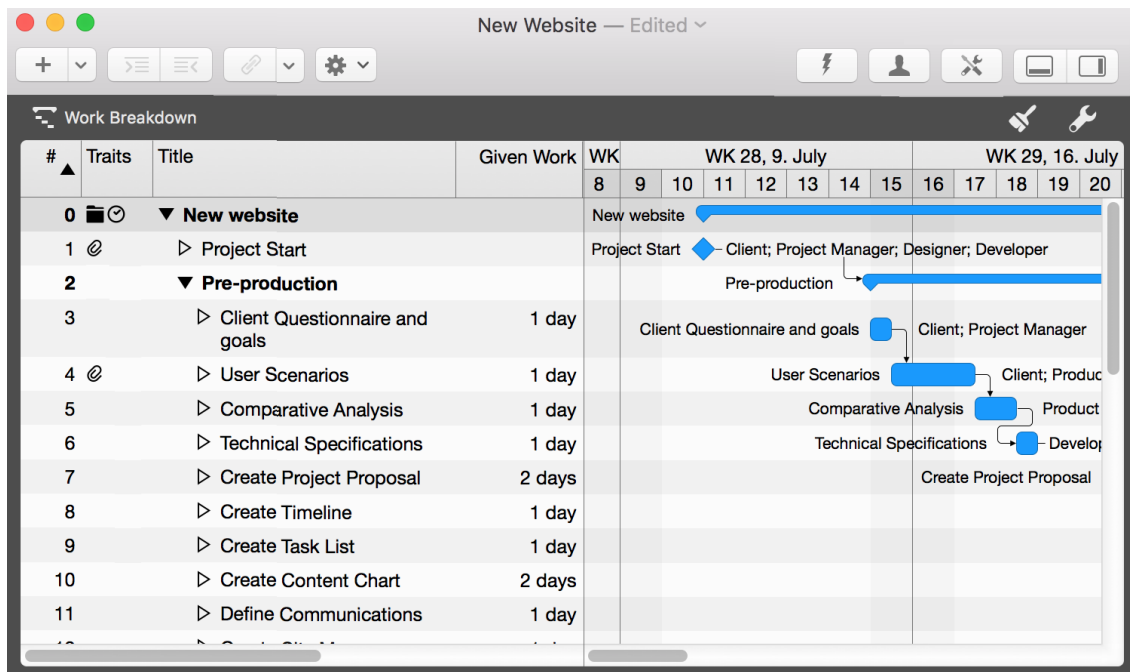 New Website — Edited
Work Breakdown
# Traits Title Given Work WK WK 28, 9. July WK 29, 16. July
8 9 10 11 12 13 14 15 16 17 18 19 20
0 New website New website
1 Project Start Project Start Client; Project Manager; Designer; Developer
2 Pre-production Pre-production
3 Client Questionnaire and 1 day Client Questionnaire and goals Client; Project Manager
goals
4 User Scenarios 1 day User Scenarios Client; Produc
5 Comparative Analysis 1 day Comparative Analysis Product
6 Technical Specifications 1 day Technical Specifications Develop
7 Create Project Proposal 2 days Create Project Proposal
8 Create Timeline 1 day
9 Create Task List 1 day
10 Create Content Chart 2 days
11 Define Communications 1 day